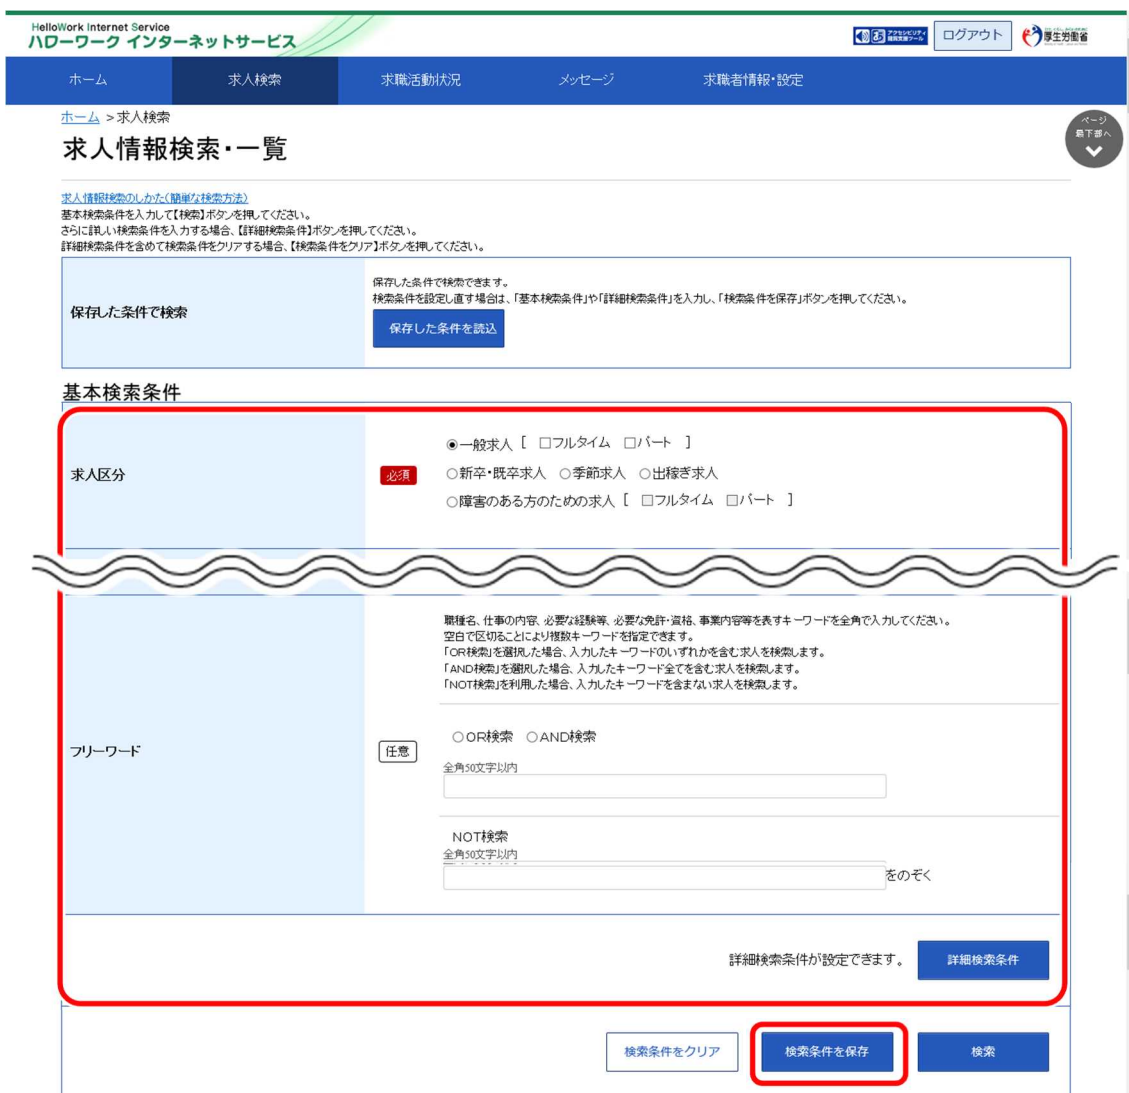 HelloWork Internet Service
ハローワーク インターネットサービス
アクセシビリティ
閲覧支援ツール
ログアウト
厚生労働省
ホーム
求人検索
求職活動状況
メッセージ
求職者情報・設定
ホーム >求人検索
ページ
最下部へ
求人情報検索・一覧
求人情報検索のしかた(簡単な検索方法)
基本検索条件を入力して【検索】ボタンを押してください。
さらに詳しい検索条件を入力する場合、【詳細検索条件】ボタンを押してください。
詳細検索条件を含めて検索条件をクリアする場合、【検索条件をクリア】ボタンを押してください。
保存した条件で検索
保存した条件で検索できます。
検索条件を設定し直す場合は、「基本検索条件」や「詳細検索条件」を入力し、「検索条件を保存」ボタンを押してください。
保存した条件を読込
基本検索条件
求人区分
必須
一般求人 [ フルタイム パート ]
新卒・既卒求人 季節求人 出稼ぎ求人
障害のある方のための求人 [ フルタイム パート ]
フリーワード
任意
職種名、仕事の内容、必要な経験等、必要な免許・資格、事業内容等を表すキーワードを全角で入力してください。
空白で区切ることにより複数キーワードを指定できます。
「OR検索」を選択した場合、入力したキーワードのいずれかを含む求人を検索します。
「AND検索」を選択した場合、入力したキーワード全てを含む求人を検索します。
「NOT検索」を利用した場合、入力したキーワードを含まない求人を検索します。
OR検索 AND検索
全角50文字以内
NOT検索
全角50文字以内
をのぞく
詳細検索条件が設定できます。
詳細検索条件
検索条件をクリア
検索条件を保存
検索